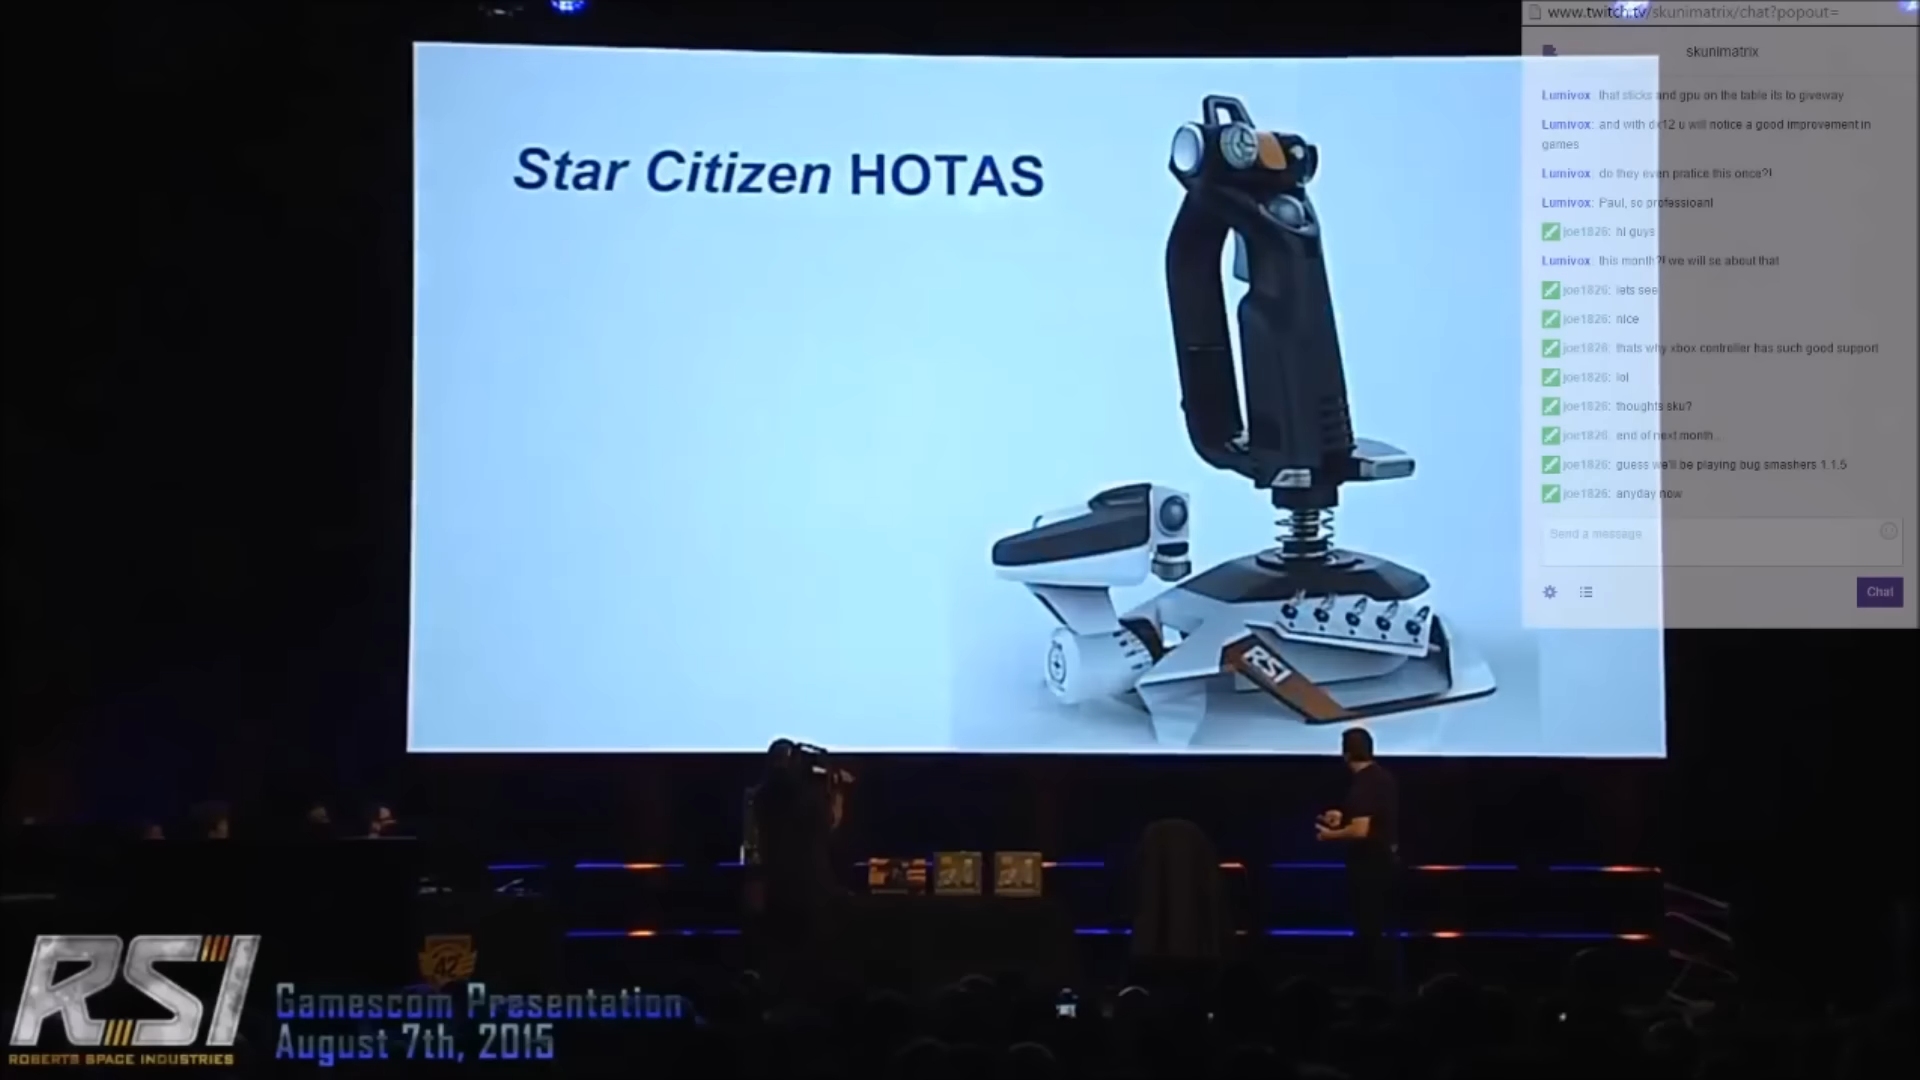 www.twitch.tv/skunimatrix/chat?popout=
skunimatrix
Star Citizen HOTAS
Lumivox: that sticks and gpu on the table its to giveway
Lumivox: and with dx12 u will notice a good improvement in
games
Lumivox: do they even pratice this once?!
Lumivox: Paul, so professioanl
joe1826: hi guys
Lumivox: this month?! we will se about that
joe1826: lets see
joe1826: nice
joe1826: thats why xbox controller has such good support
joe1826: lol
joe1826: thoughts sku?
joe1826: end of next month...
joe1826: guess we'll be playing bug smashers 1.1.5
joe1826: anyday now
Send a message
Chat
RSI
42
RSI
ROBERTS SPACE INDUSTRIES
Gamescom Presentation
August 7th, 2015